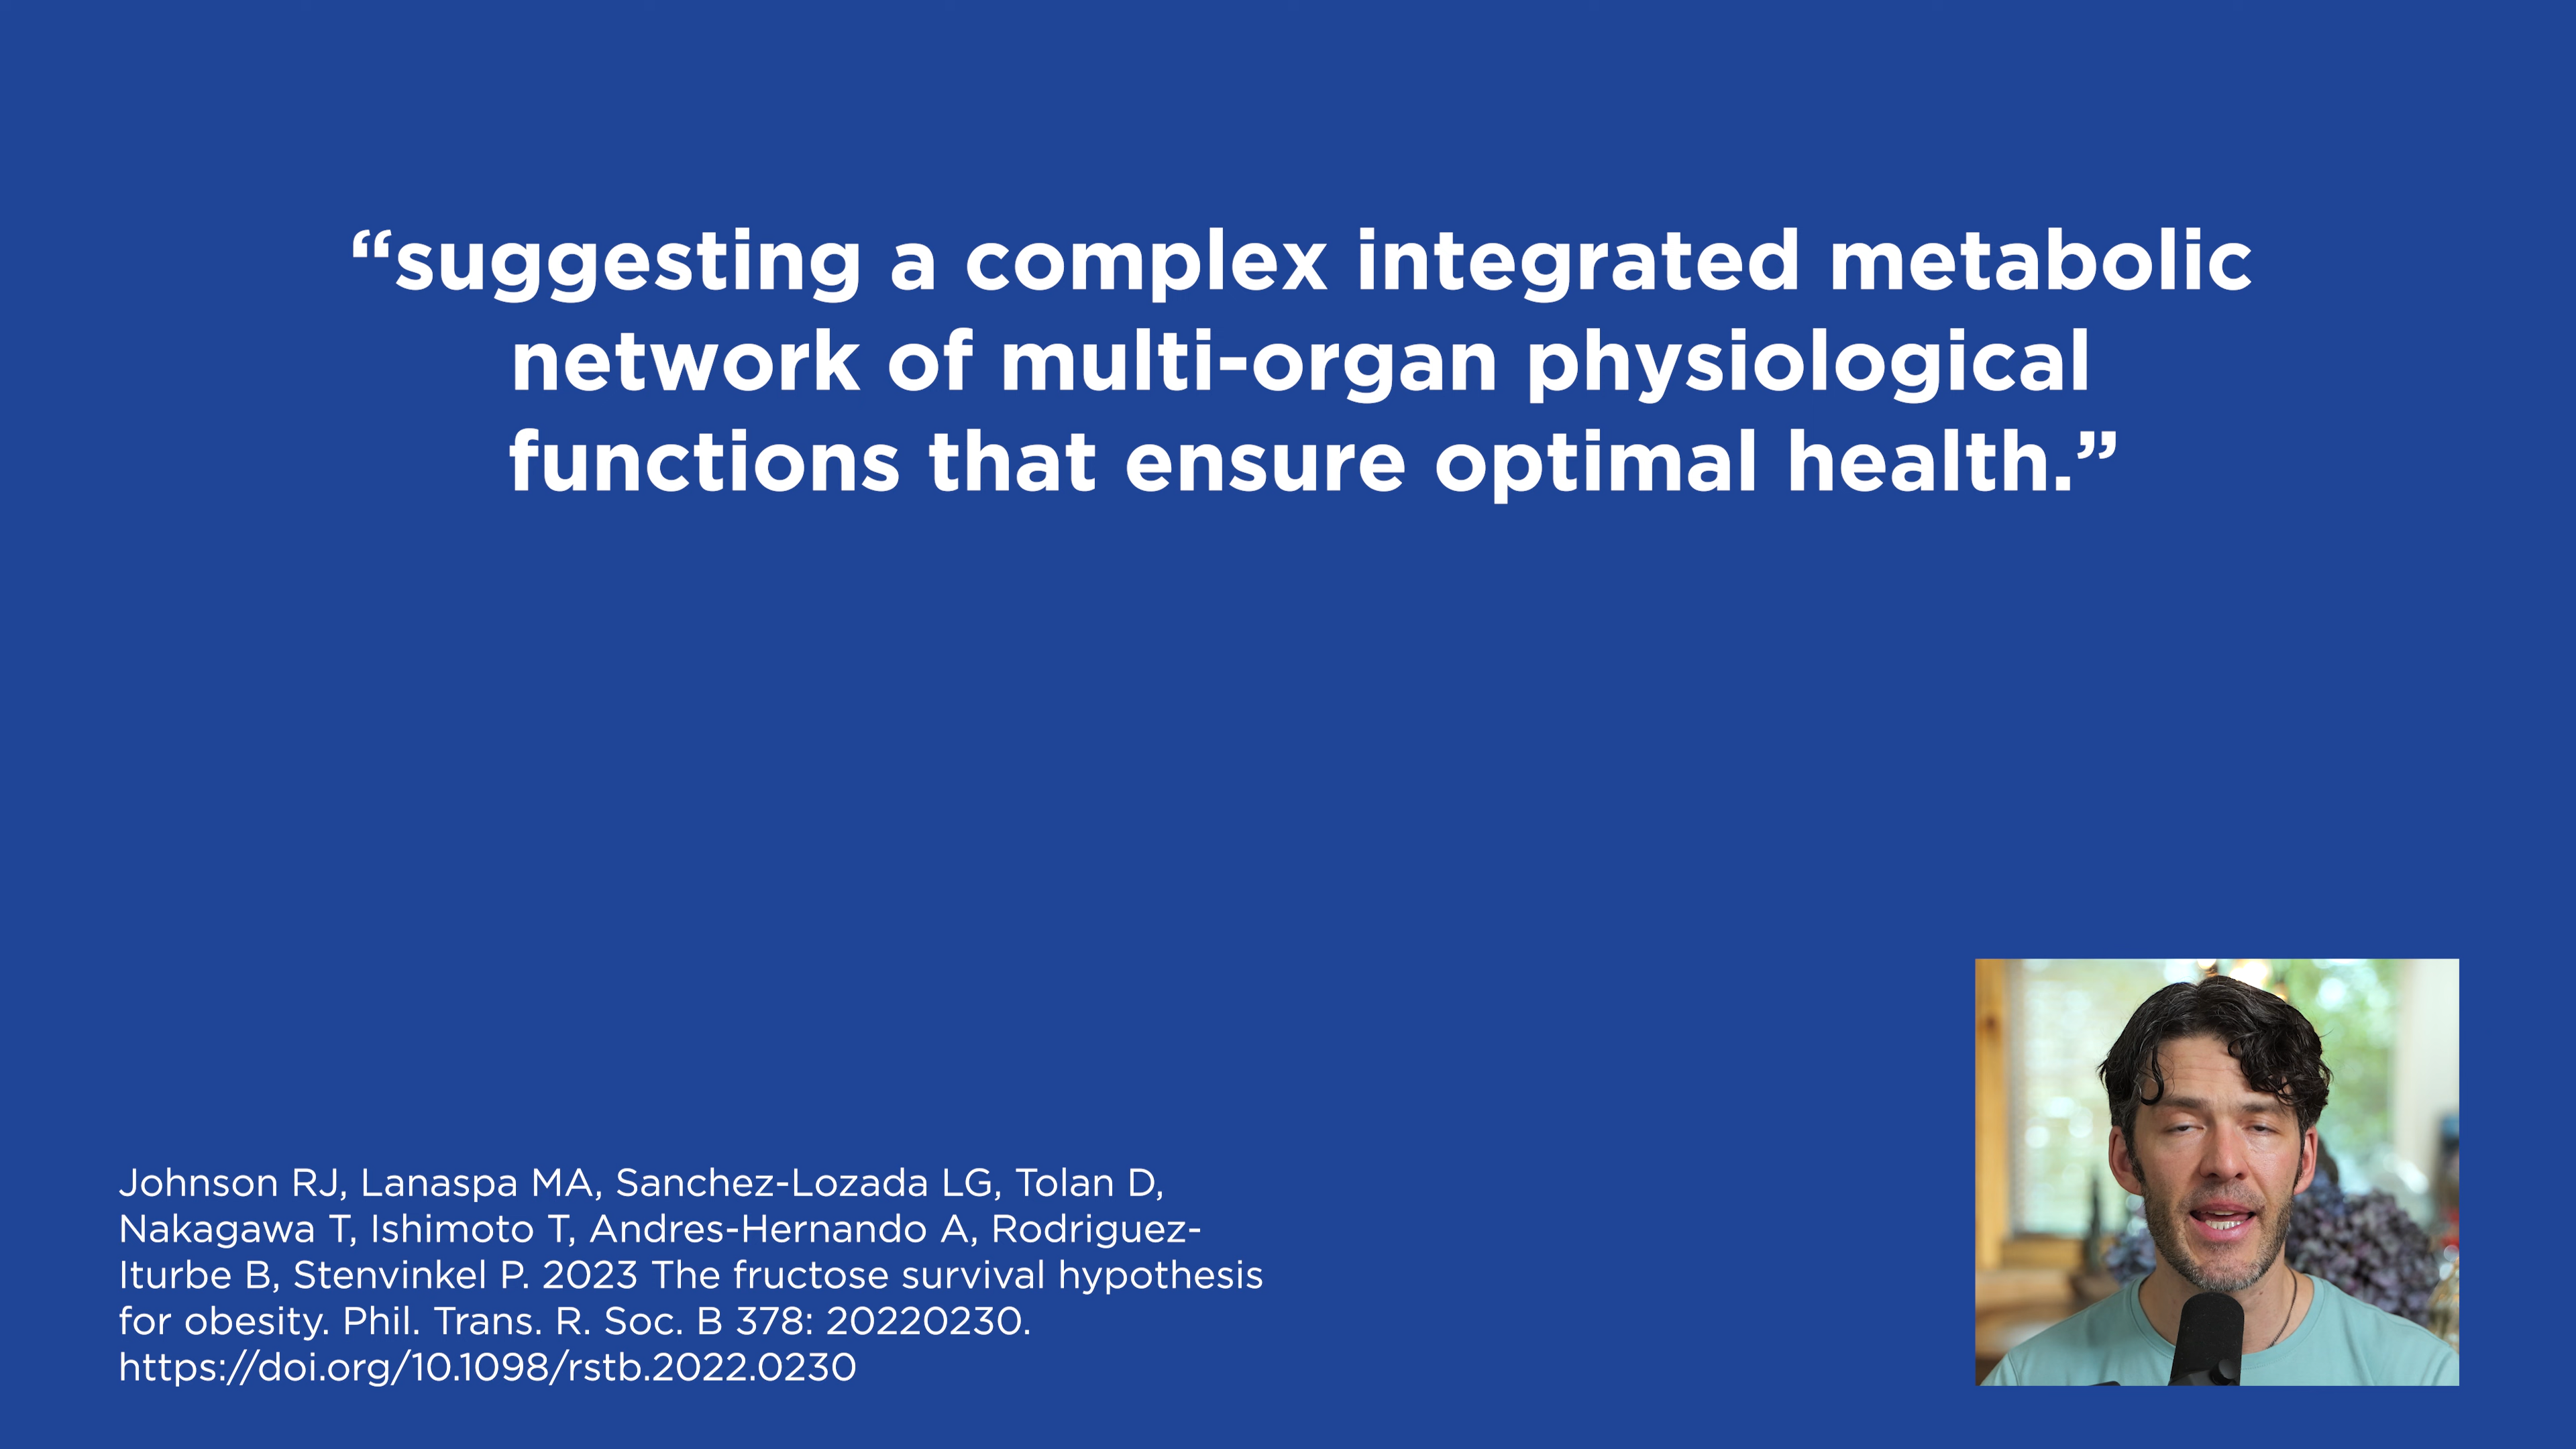 “suggesting a complex integrated metabolic
network of multi-organ physiological
functions that ensure optimal health.”
Johnson RJ, Lanaspa MA, Sanchez-Lozada LG, Tolan D,
Nakagawa T, Ishimoto T, Andres-Hernando A, Rodriguez-
Iturbe B, Stenvinkel P. 2023 The fructose survival hypothesis
for obesity. Phil. Trans. R. Soc. B 378: 20220230.
https://doi.org/10.1098/rstb.2022.0230